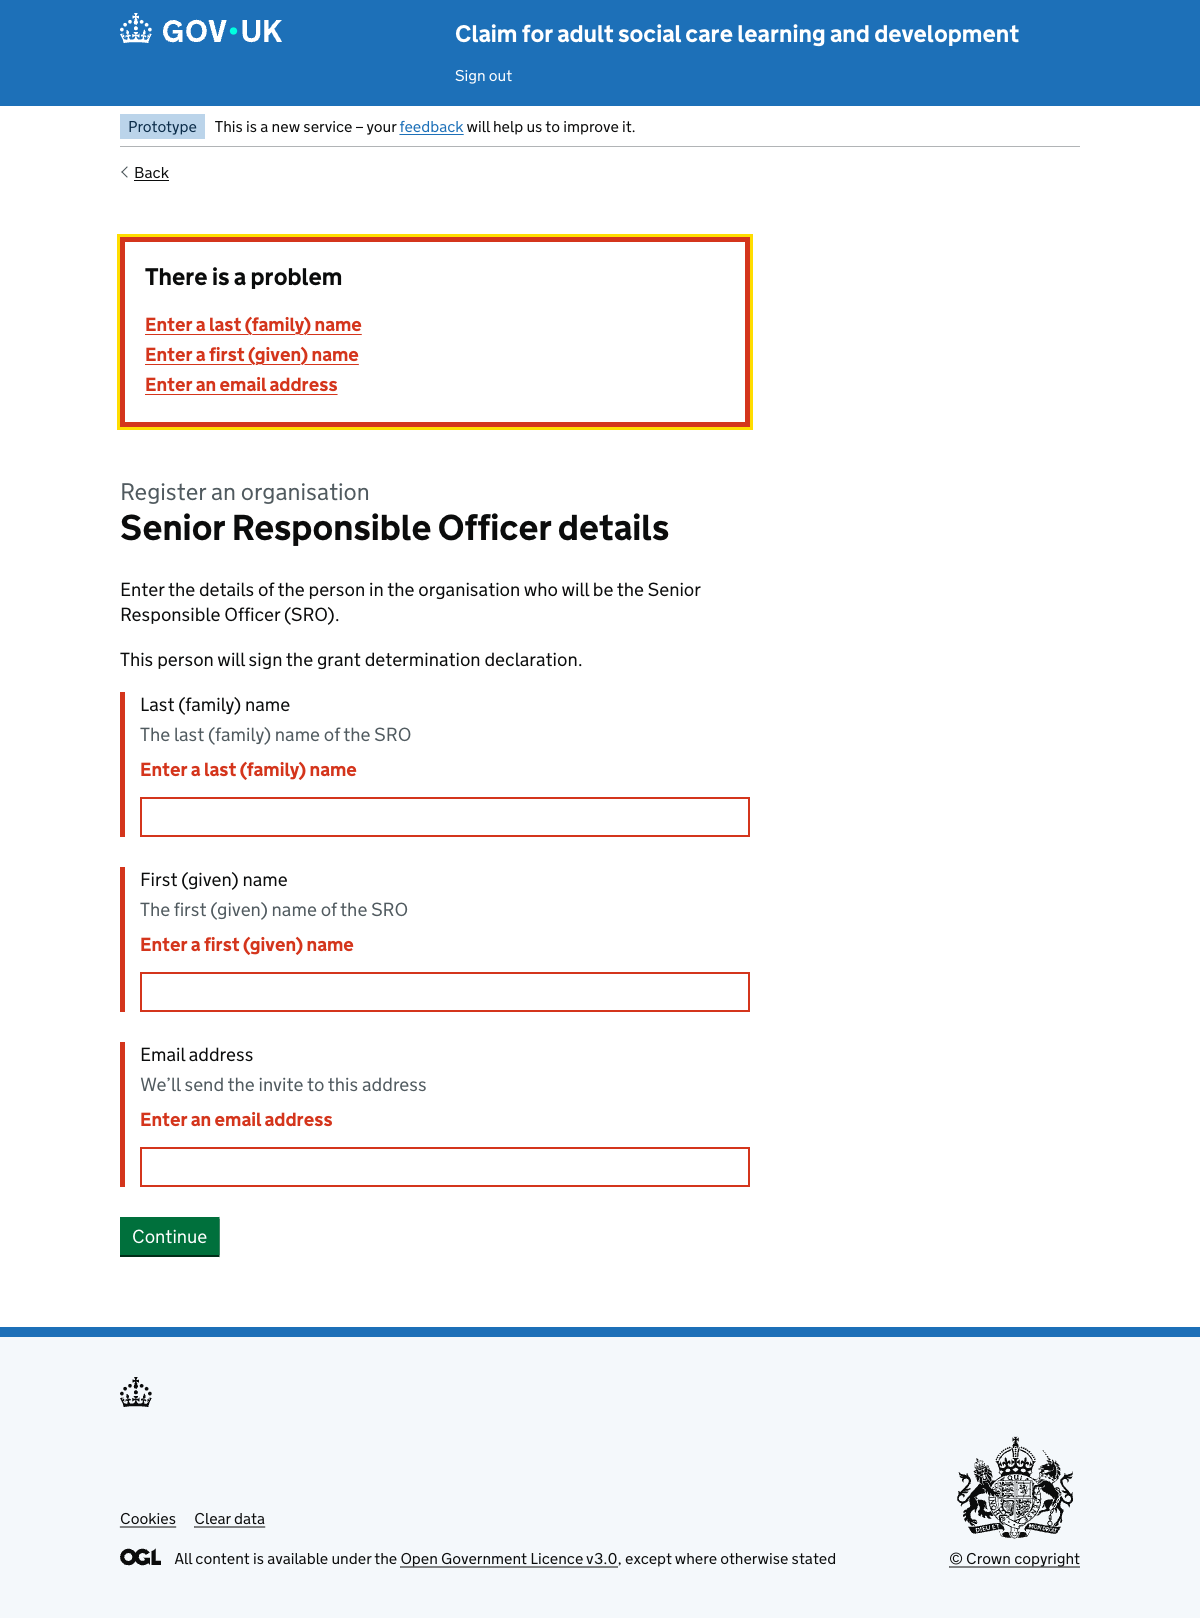 GOV•UK
Claim for adult social care learning and development
Sign out
Prototype
This is a new service – your feedback will help us to improve it.
Back
There is a problem
Enter a last (family) name
Enter a first (given) name
Enter an email address
Register an organisation
Senior Responsible Officer details
Enter the details of the person in the organisation who will be the Senior
Responsible Officer (SRO).
This person will sign the grant determination declaration.
Last (family) name
The last (family) name of the SRO
Enter a last (family) name
First (given) name
The first (given) name of the SRO
Enter a first (given) name
Email address
We’ll send the invite to this address
Enter an email address
Continue
Cookies
Clear data
OGL
All content is available under the Open Government Licence v3.0, except where otherwise stated
© Crown copyright